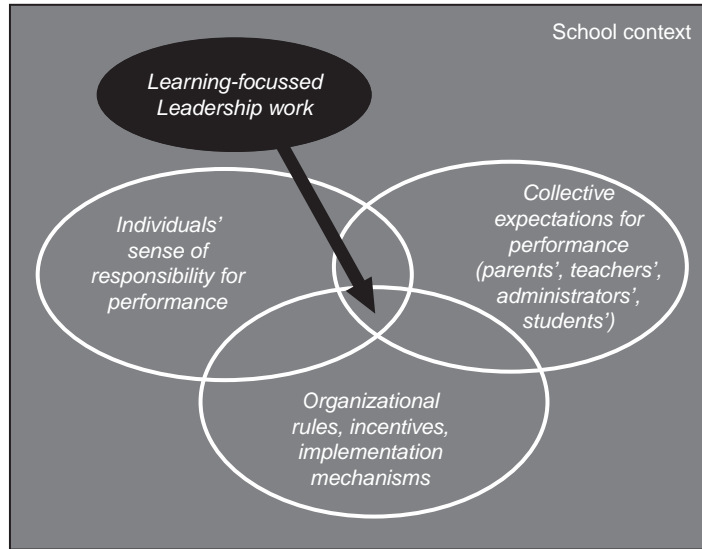 School context
Learning-focussed
Leadership work
Individuals’
sense of
responsibility for
performance
Collective
expectations for
performance
(parents’, teachers’,
administrators’,
students’)
Organizational
rules, incentives,
implementation
mechanisms